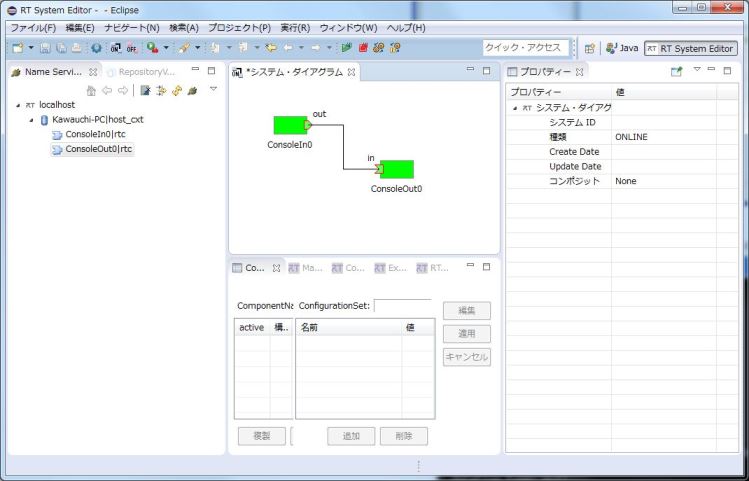 RT System Editor - - Eclipse
ファイル(F) 編集(E) ナビゲート(N) 検索(A) プロジェクト(P) 実行(R) ウィンドウ(W) ヘルプ(H)
クイック・アクセス
Java
RT System Editor
Name Servi...
RepositoryV...
localhost
Kawauchi-PC|host_cxt
ConsoleIn0|rtc
ConsoleOut0|rtc
*システム・ダイアグラム
out
ConsoleIn0
in
ConsoleOut0
Co...
Ma...
Co...
Ex...
RT...
ComponentNa
ConfigurationSet:
編集
active 構..
名前 値
適用
キャンセル
複製
追加
削除
プロパティー
プロパティー 値
システム・ダイアグ
システム ID
種類 ONLINE
Create Date
Update Date
コンポジット None